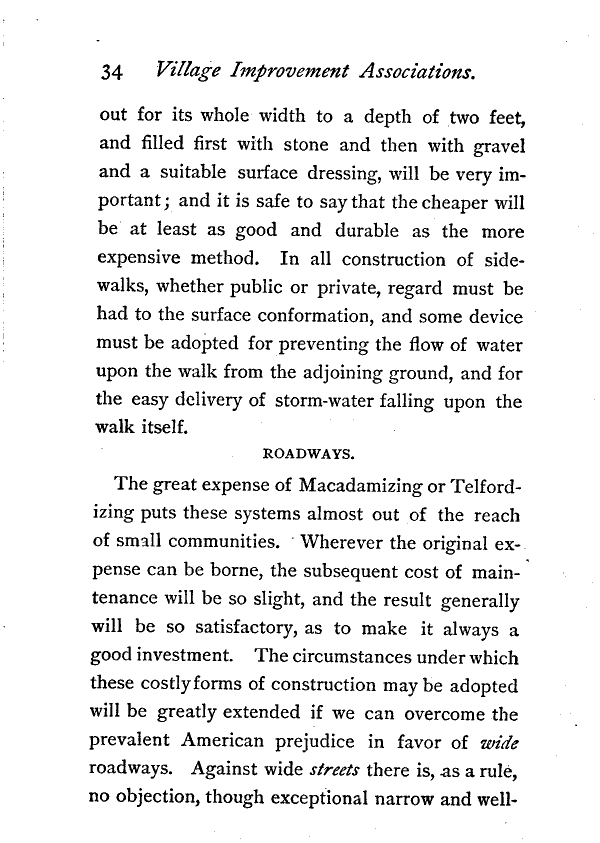 34 Village Improvement Associations.
out for its whole width to a depth of two feet,
and filled first with stone and then with gravel
and a suitable surface dressing, will be very im-
portant; and it is safe to say that the cheaper will
be at least as good and durable as the more
expensive method. In all construction of side-
walks, whether public or private, regard must be
had to the surface conformation, and some device
must be adopted for preventing the flow of water
upon the walk from the adjoining ground, and for
the easy delivery of storm-water falling upon the
walk itself.
ROADWAYS.
The great expense of Macadamizing or Telford-
izing puts these systems almost out of the reach
of small communities. Wherever the original ex-
pense can be borne, the subsequent cost of main-
tenance will be so slight, and the result generally
will be so satisfactory, as to make it always a
good investment. The circumstances under which
these costly forms of construction may be adopted
will be greatly extended if we can overcome the
prevalent American prejudice in favor of wide
roadways. Against wide streets there is, as a rule,
no objection, though exceptional narrow and well-